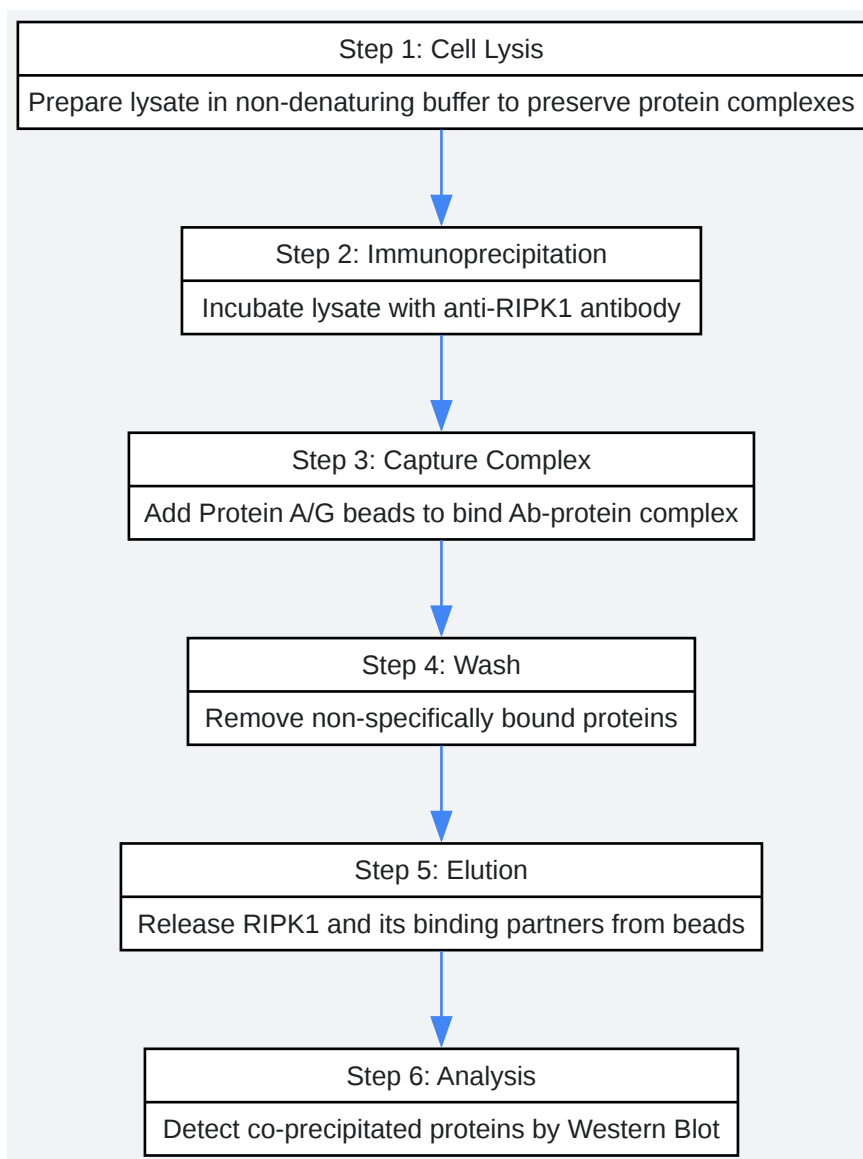 Step 1: Cell Lysis
Prepare lysate in non-denaturing buffer to preserve protein complexes
Step 2: Immunoprecipitation
Incubate lysate with anti-RIPK1 antibody
Step 3: Capture Complex
Add Protein A/G beads to bind Ab-protein complex
Step 4: Wash
Remove non-specifically bound proteins
Step 5: Elution
Release RIPK1 and its binding partners from beads
Step 6: Analysis
Detect co-precipitated proteins by Western Blot